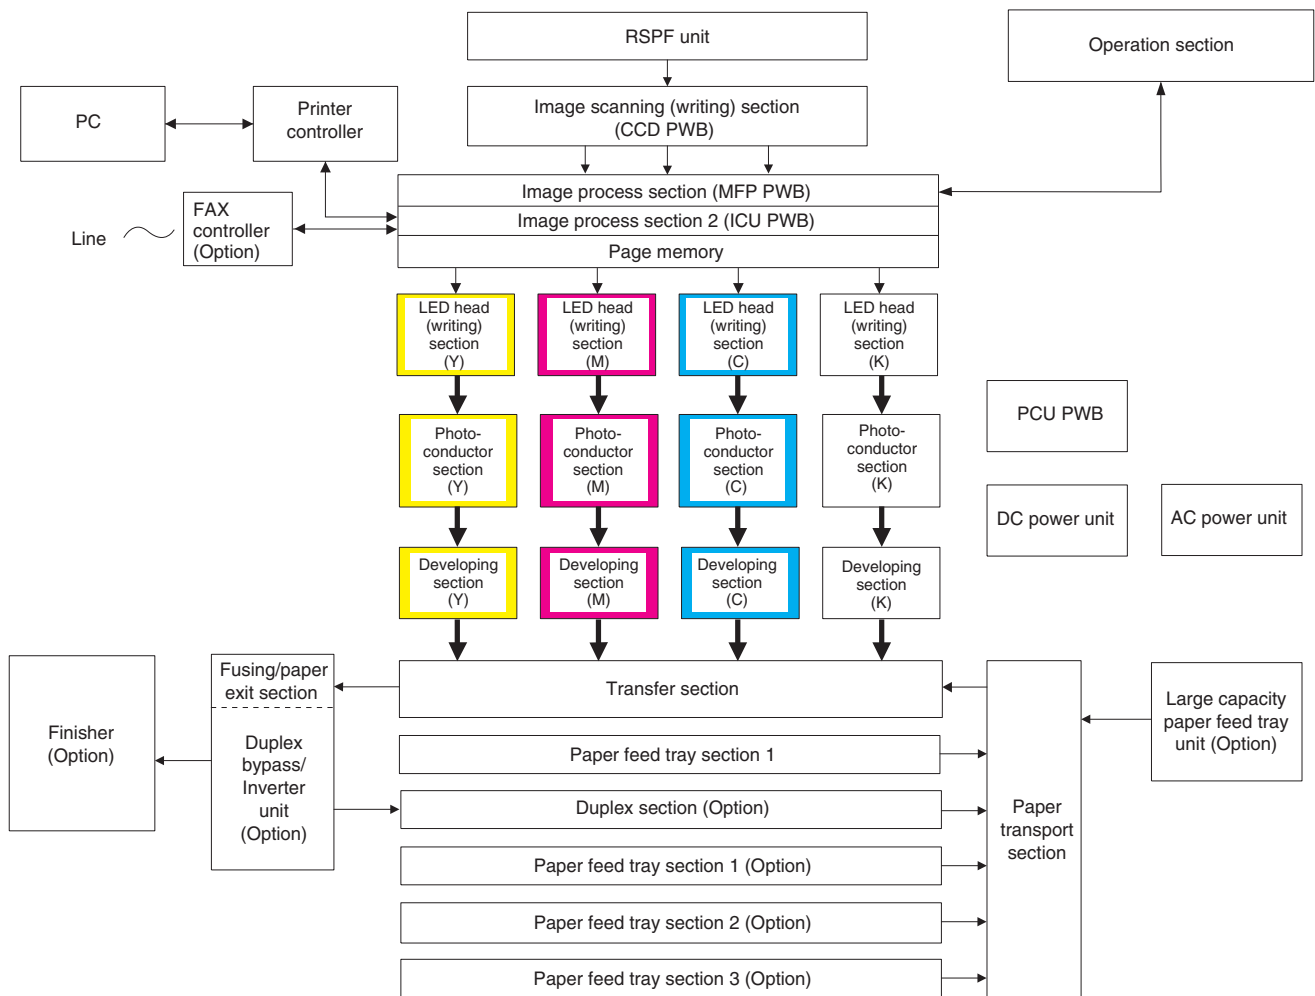 RSPF unit
Operation section
PC
Printer
controller
Image scanning (writing) section
(CCD PWB)
Image process section (MFP PWB)
Image process section 2 (ICU PWB)
Page memory
Line
FAX
controller
(Option)
LED head
(writing)
section
(Y)
LED head
(writing)
section
(M)
LED head
(writing)
section
(C)
LED head
(writing)
section
(K)
Photo-
conductor
section
(Y)
Photo-
conductor
section
(M)
Photo-
conductor
section
(C)
Photo-
conductor
section
(K)
PCU PWB
DC power unit
AC power unit
Developing
section
(Y)
Developing
section
(M)
Developing
section
(C)
Developing
section
(K)
Finisher
(Option)
Fusing/paper
exit section
Duplex
bypass/
Inverter
unit
(Option)
Transfer section
Paper feed tray section 1
Duplex section (Option)
Paper feed tray section 1 (Option)
Paper feed tray section 2 (Option)
Paper feed tray section 3 (Option)
Paper
transport
section
Large capacity
paper feed tray
unit (Option)